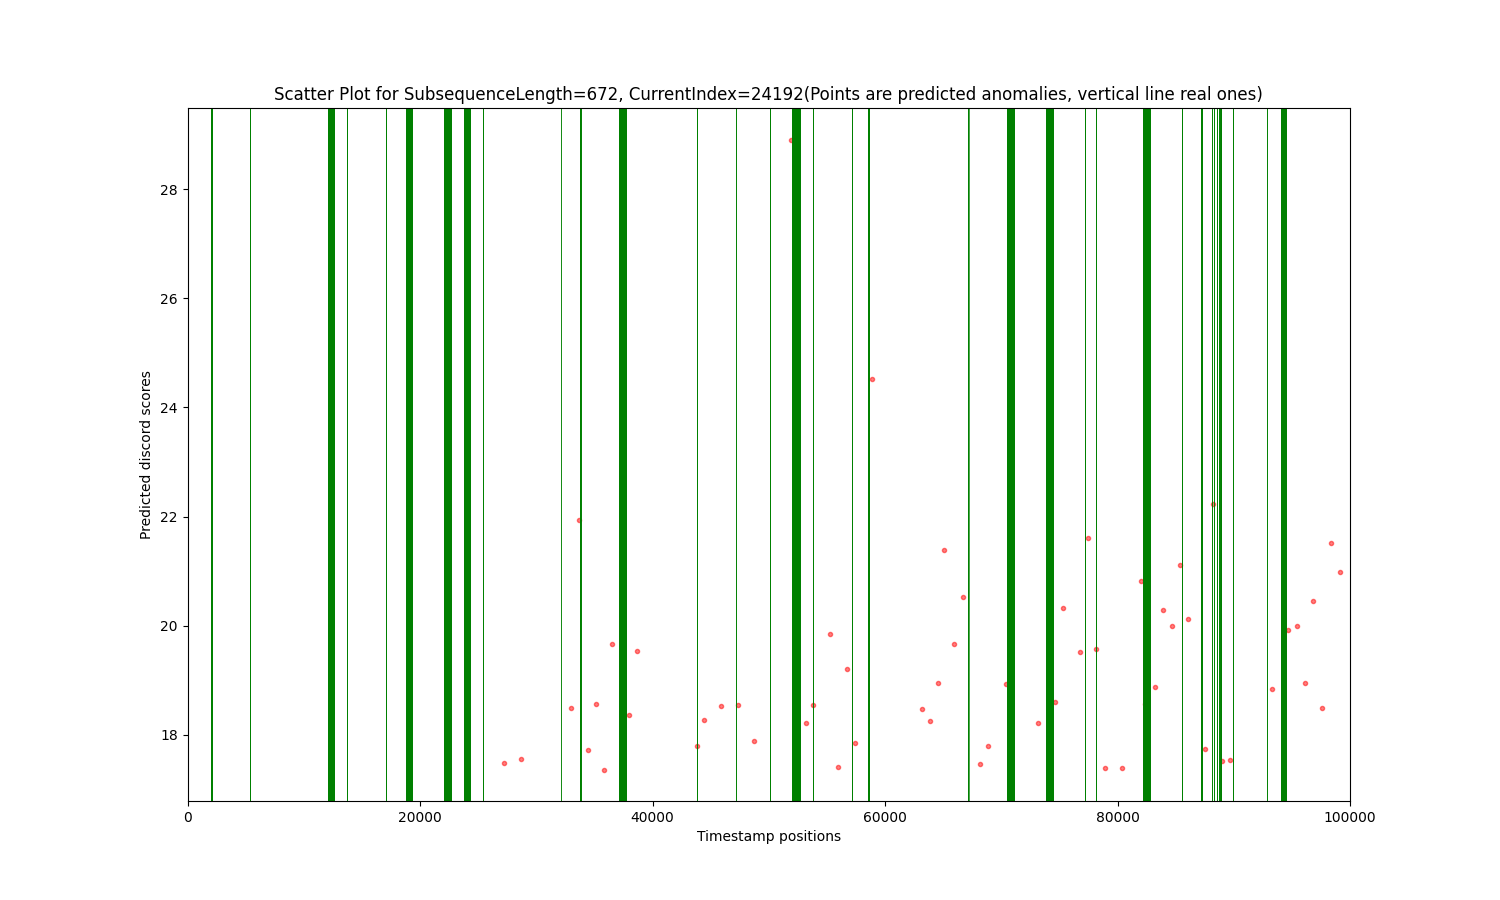 Scatter Plot for SubsequenceLength=672, CurrentIndex=24192(Points are predicted anomalies, vertical line real ones)
28
26
24
22
20
18
Predicted discord scores
0 20000 40000 60000 80000 100000
Timestamp positions